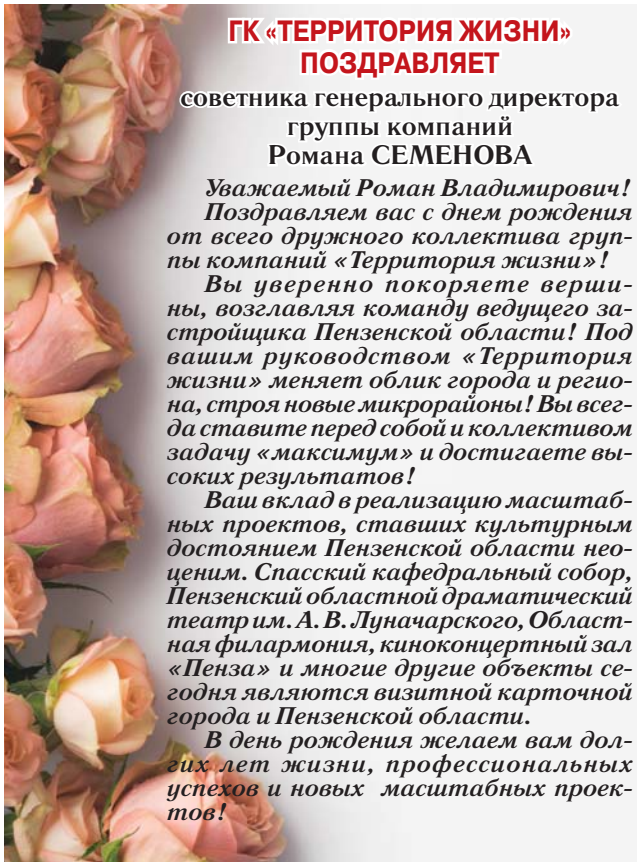 ГК «ТЕРРИТОРИЯ ЖИЗНИ»
ПОЗДРАВЛЯЕТ
советника генерального директора
группы компаний
Романа СЕМЕНОВА
Уважаемый Роман Владимирович!
Поздравляем вас с днем рождения
от всего дружного коллектива груп-
пы компаний «Территория жизни»!
Вы уверенно покоряете верши-
ны, возглавляя команду ведущего за-
стройщика Пензенской области! Под
вашим руководством «Территория
жизни» меняет облик города и регио-
на, строя новые микрорайоны! Вы всег-
да ставите перед собой и коллективом
задачу «максимум» и достигаете вы-
соких результатов!
Ваш вклад в реализацию масштаб-
ных проектов, ставших культурным
достоянием Пензенской области нео-
ценим. Спасский кафедральный собор,
Пензенский областной драматический
театр им. А. В. Луначарского, Област-
ная филармония, киноконцертный зал
«Пенза» и многие другие объекты се-
годня являются визитной карточкой
города и Пензенской области.
В день рождения желаем вам дол-
гих лет жизни, профессиональных
успехов и новых масштабных проек-
тов!